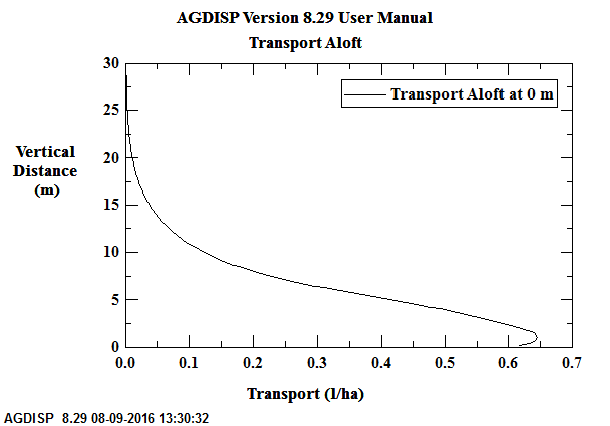 AGDISP Version 8.29 User Manual
Transport Aloft
30
25
20
15
10
5
0
Vertical
Distance
(m)
Transport Aloft at 0 m
0.0 0.1 0.2 0.3 0.4 0.5 0.6 0.7
Transport (l/ha)
AGDISP 8.29 08-09-2016 13:30:32